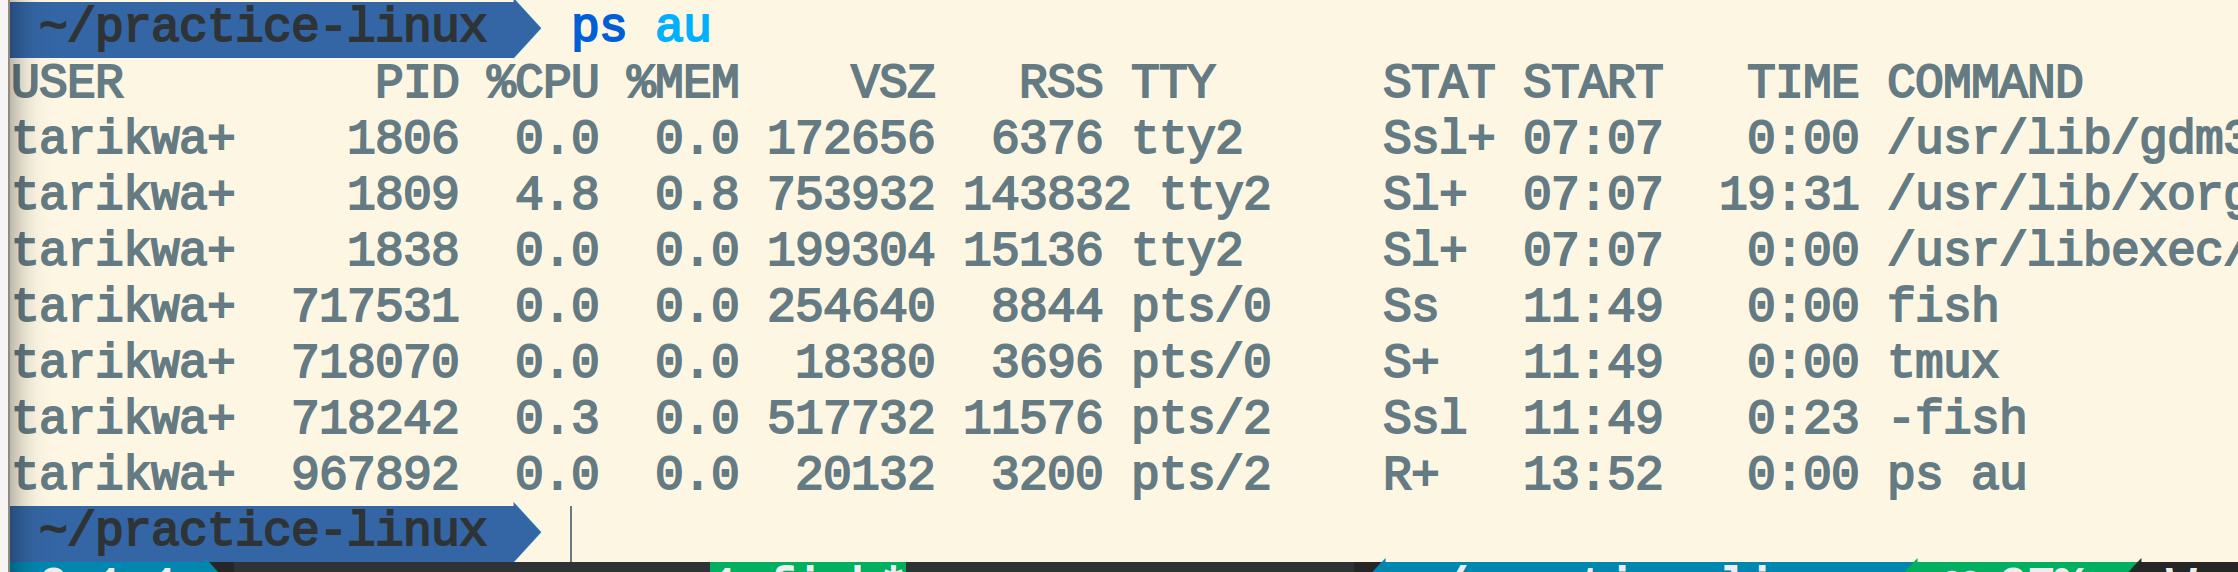 ~/practice-linux ps au
USER PID %CPU %MEM VSZ RSS TTY STAT START TIME COMMAND
tarikwa+ 1806 0.0 0.0 172656 6376 tty2 Ssl+ 07:07 0:00 /usr/lib/gdm3
tarikwa+ 1809 4.8 0.8 753932 143832 tty2 Sl+ 07:07 19:31 /usr/lib/xorg
tarikwa+ 1838 0.0 0.0 199304 15136 tty2 Sl+ 07:07 0:00 /usr/libexec/
tarikwa+ 717531 0.0 0.0 254640 8844 pts/0 Ss 11:49 0:00 fish
tarikwa+ 718070 0.0 0.0 18380 3696 pts/0 S+ 11:49 0:00 tmux
tarikwa+ 718242 0.3 0.0 517732 11576 pts/2 Ssl 11:49 0:23 -fish
tarikwa+ 967892 0.0 0.0 20132 3200 pts/2 R+ 13:52 0:00 ps au
~/practice-linux